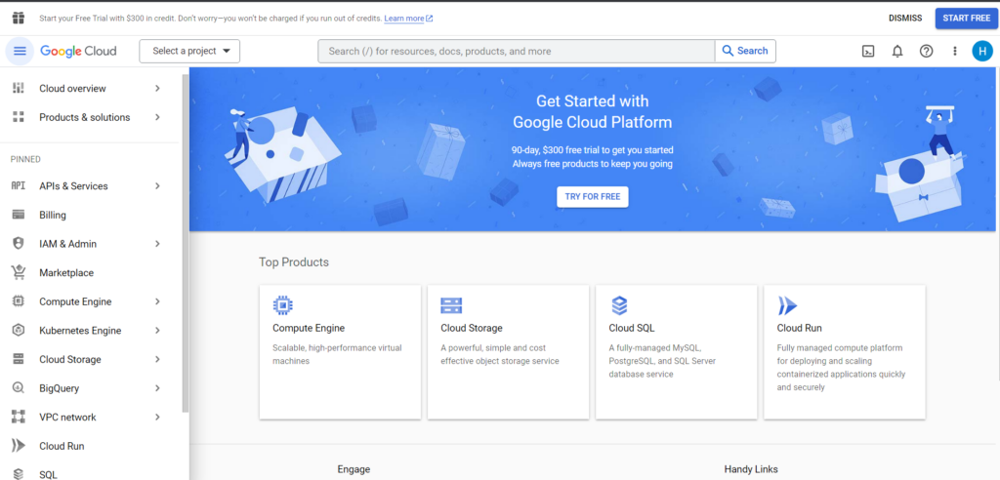 Start your Free Trial with $300 in credit. Don't worry—you won't be charged if you run out of credits. Learn more
DISMISS
START FREE
Google Cloud
Select a project
Search (/) for resources, docs, products, and more
Search
H
Cloud overview
Products & solutions
PINNED
API
APIs & Services
Billing
IAM & Admin
Marketplace
Compute Engine
Kubernetes Engine
Cloud Storage
BigQuery
VPC network
Cloud Run
SQL
Get Started with
Google Cloud Platform
90-day, $300 free trial to get you started
Always free products to keep you going
TRY FOR FREE
Top Products
Compute Engine
Scalable, high-performance virtual
machines
Cloud Storage
A powerful, simple and cost
effective object storage service
Cloud SQL
A fully-managed MySQL,
PostgreSQL, and SQL Server
database service
Cloud Run
Fully managed compute platform
for deploying and scaling
containerized applications quickly
and securely
Engage
Handy Links